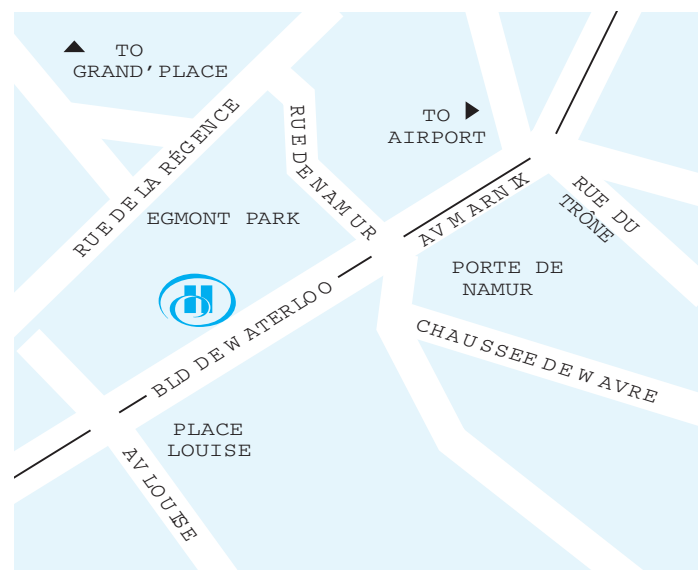 TO
GRAND'PLACE
RUE DE LA RÉGENCE
RUE DE NAMUR
TO
AIRPORT
EGMONT PARK
AV MARNIX
RUE DU
TRÔNE
PORTE DE
NAMUR
H
BLD DE WATERLOO
CHAUSSEE DE WAVRE
PLACE
LOUISE
AV LOUISE